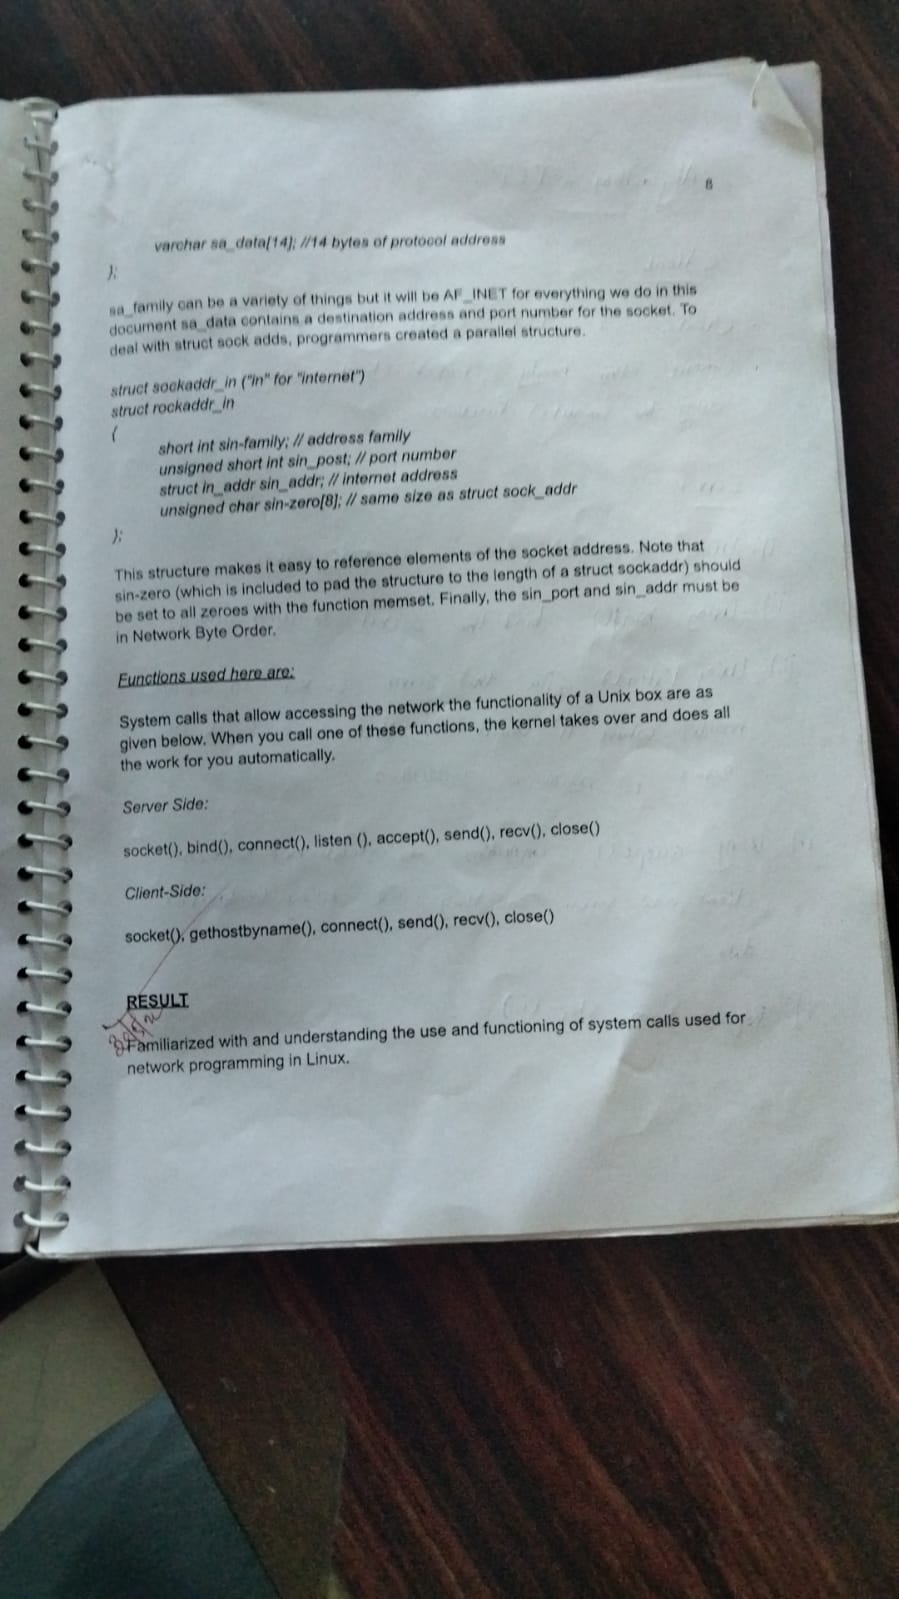 8
varchar sa_data[14]; //14 bytes of protocol address
};
sa_family can be a variety of things but it will be AF_INET for everything we do in this
document sa_data contains a destination address and port number for the socket. To
deal with struct sock adds, programmers created a parallel structure.
struct sockaddr_in ("in" for "internet")
struct rockaddr_in
{
short int sin-family; // address family
unsigned short int sin_post; // port number
struct in_addr sin_addr; // internet address
unsigned char sin-zero[8]; // same size as struct sock_addr
};
This structure makes it easy to reference elements of the socket address. Note that
sin-zero (which is included to pad the structure to the length of a struct sockaddr) should
be set to all zeroes with the function memset. Finally, the sin_port and sin_addr must be
in Network Byte Order.
Functions used here are:
System calls that allow accessing the network the functionality of a Unix box are as
given below. When you call one of these functions, the kernel takes over and does all
the work for you automatically.
Server Side:
socket(), bind(), connect(), listen (), accept(), send(), recv(), close()
Client-Side:
socket(), gethostbyname(), connect(), send(), recv(), close()
RESULT
Familiarized with and understanding the use and functioning of system calls used for
network programming in Linux.